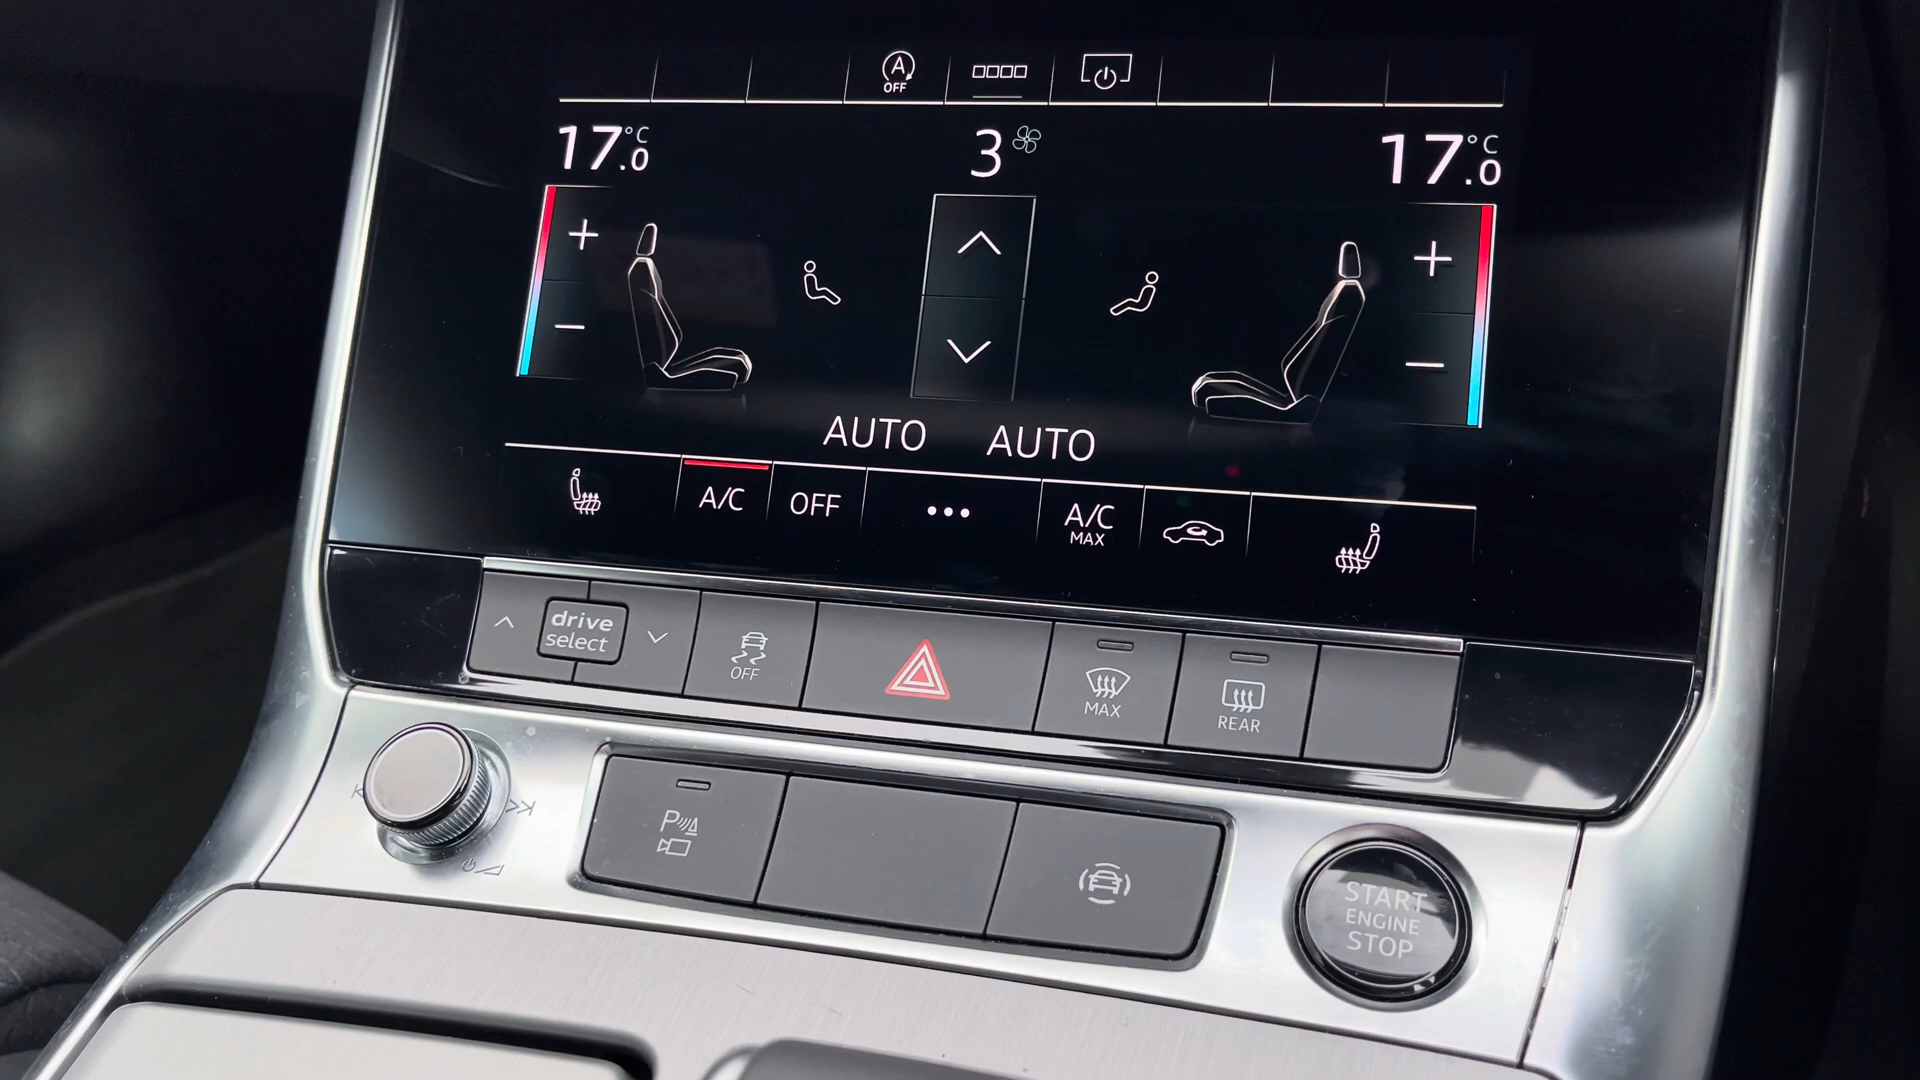 A
OFF
17.0°C
3
17.0°C
+
+
−
−
AUTO AUTO
A/C
OFF
•••
A/C
MAX
drive
select
OFF
MAX
REAR
P
START
ENGINE
STOP